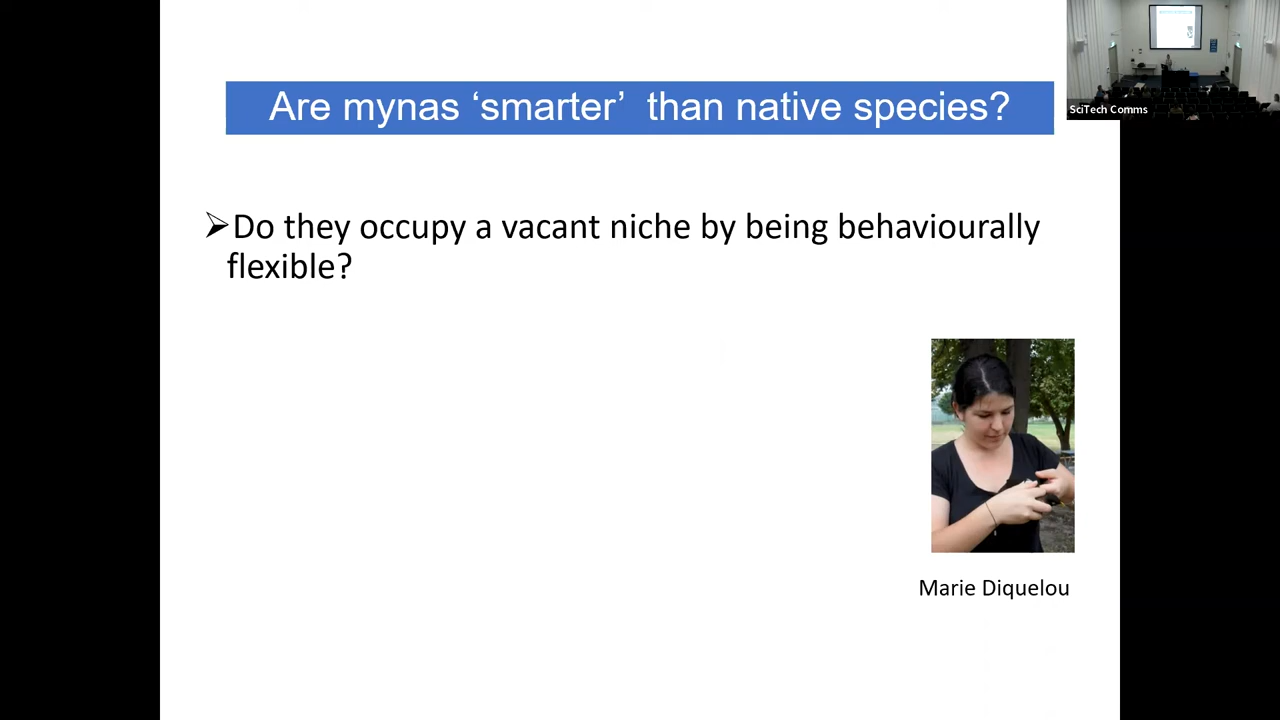 Are mynas ‘smarter’ than native species?
SciTech Comms
➢Do they occupy a vacant niche by being behaviourally
flexible?
Marie Diquelou